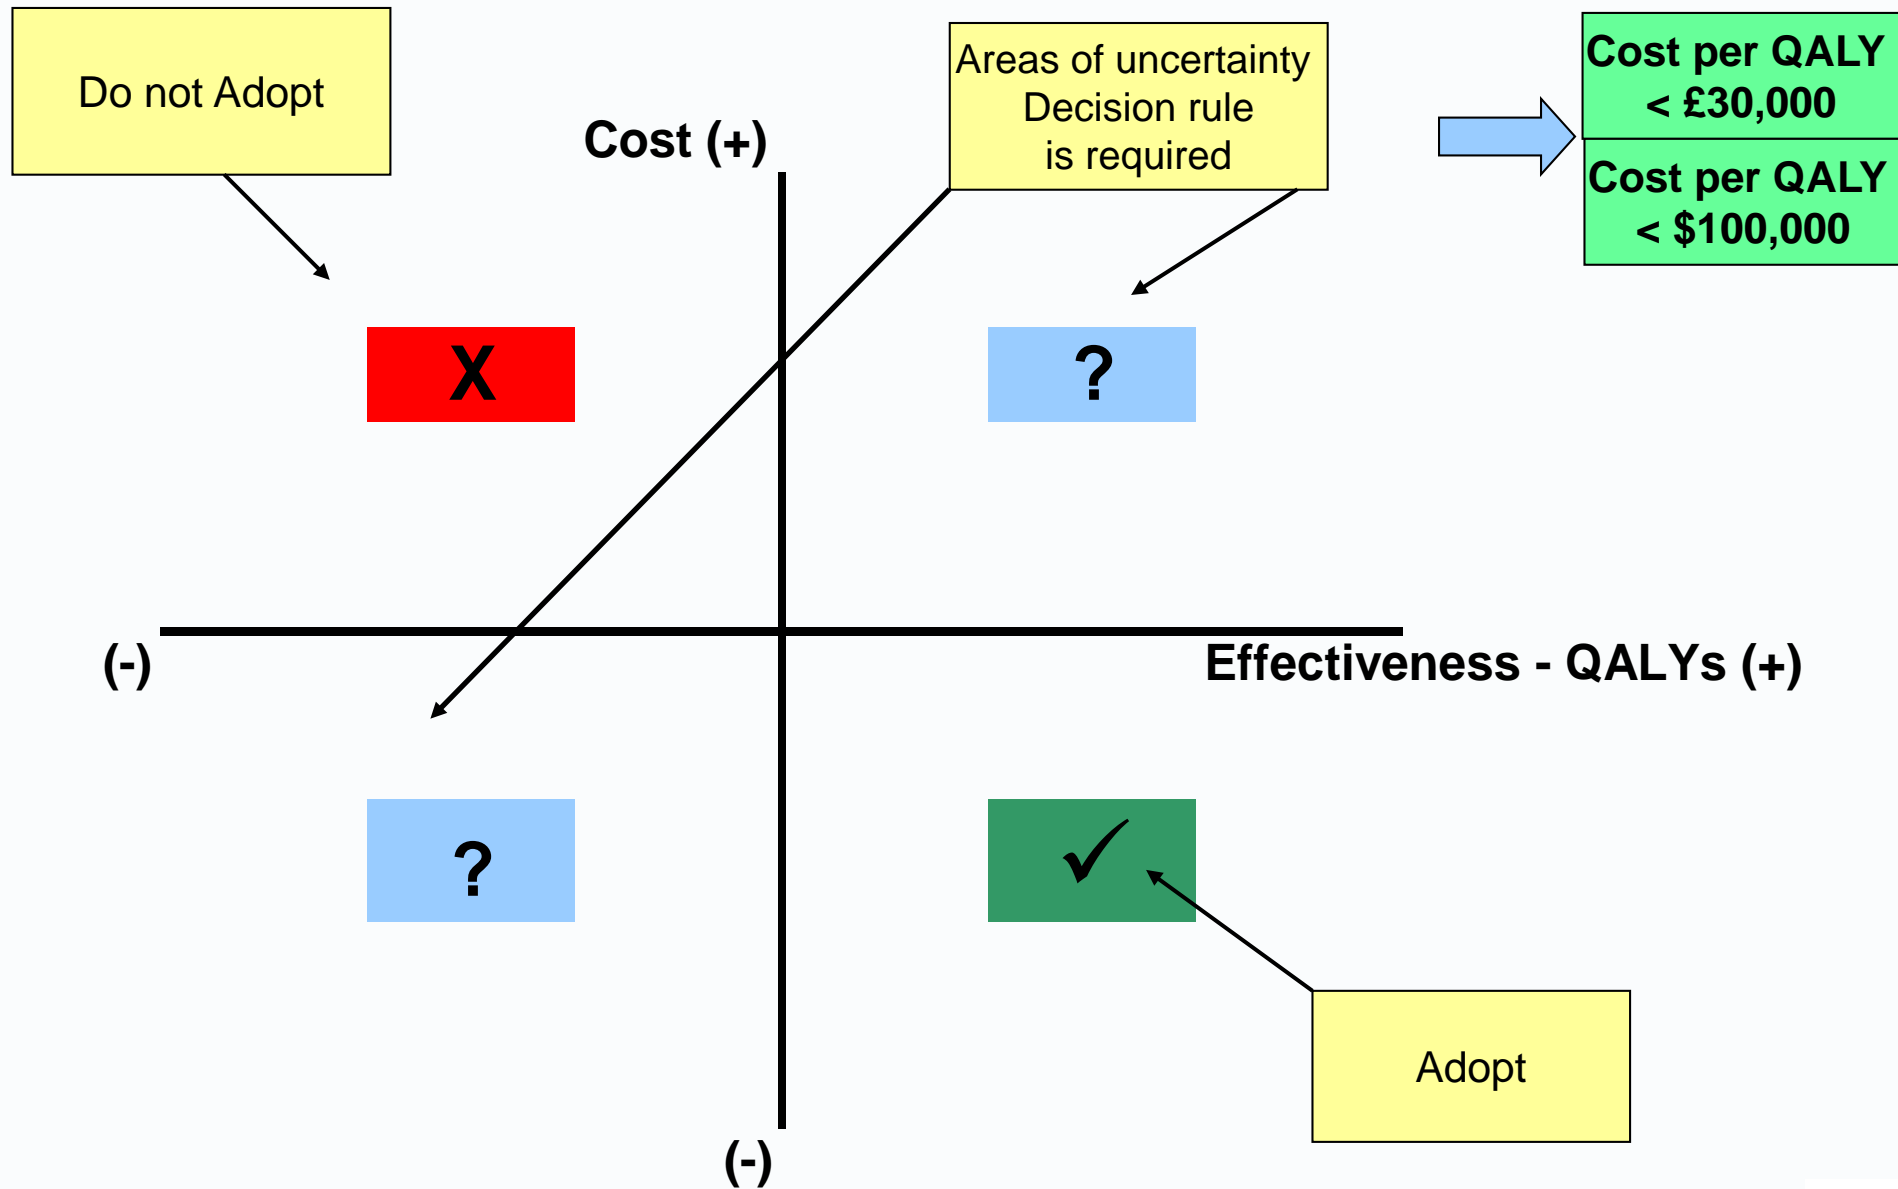 Do not Adopt
Areas of uncertainty
Decision rule
is required
Cost per QALY
< £30,000
Cost per QALY
< $100,000
Cost (+)
X
?
(-)
Effectiveness - QALYs (+)
?
✓
Adopt
(-)